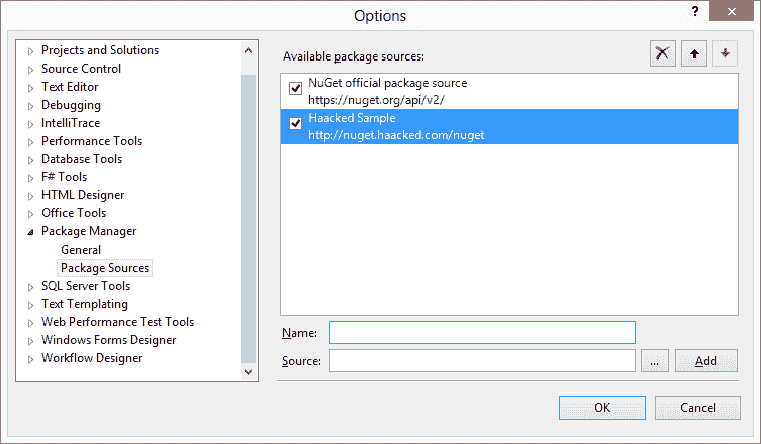 Options
?
Projects and Solutions
Source Control
Text Editor
Debugging
IntelliTrace
Performance Tools
Database Tools
F# Tools
HTML Designer
Office Tools
Package Manager
General
Package Sources
SQL Server Tools
Text Templating
Web Performance Test Tools
Windows Forms Designer
Workflow Designer
Available package sources:
NuGet official package source
https://nuget.org/api/v2/
Haacked Sample
http://nuget.haacked.com/nuget
Name:
Source:
...
Add
OK
Cancel